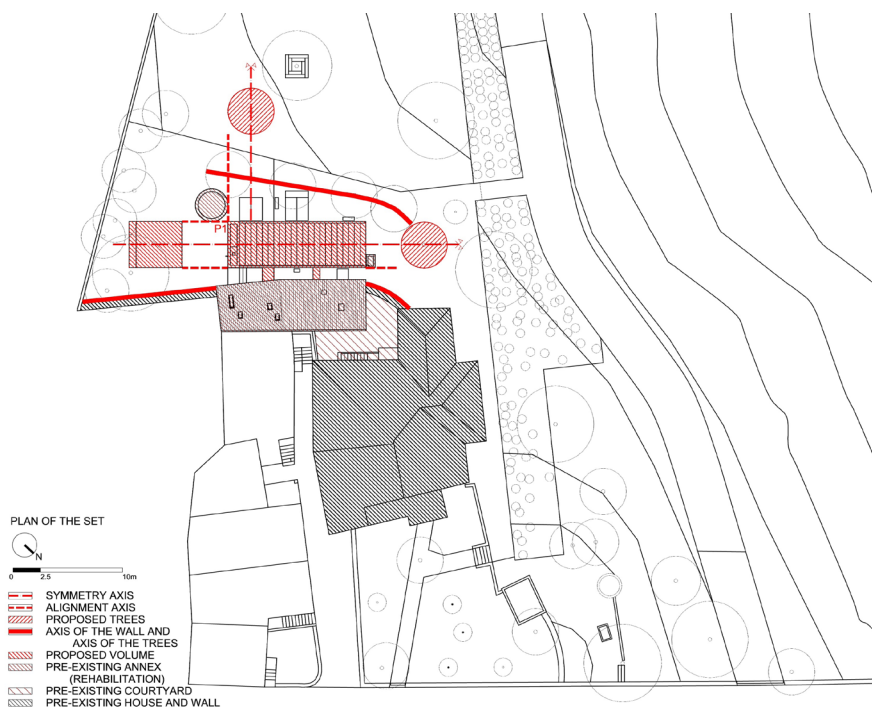 P1
PLAN OF THE SET
N
0 2.5 10m
SYMMETRY AXIS
ALIGNMENT AXIS
PROPOSED TREES
AXIS OF THE WALL AND
AXIS OF THE TREES
PROPOSED VOLUME
PRE-EXISTING ANNEX
(REHABILITATION)
PRE-EXISTING COURTYARD
PRE-EXISTING HOUSE AND WALL